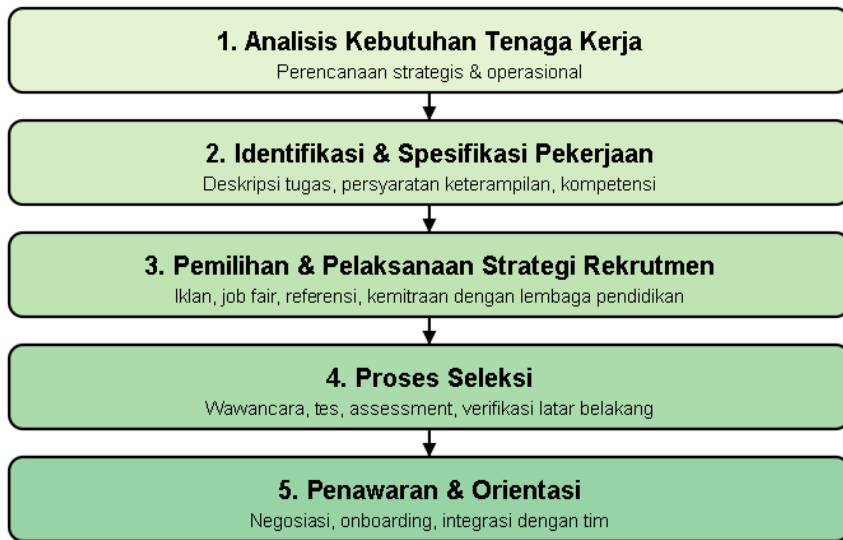 1. Analisis Kebutuhan Tenaga Kerja
Perencanaan strategis & operasional
2. Identifikasi & Spesifikasi Pekerjaan
Deskripsi tugas, persyaratan keterampilan, kompetensi
3. Pemilihan & Pelaksanaan Strategi Rekrutmen
Iklan, job fair, referensi, kemitraan dengan lembaga pendidikan
4. Proses Seleksi
Wawancara, tes, assessment, verifikasi latar belakang
5. Penawaran & Orientasi
Negosiasi, onboarding, integrasi dengan tim